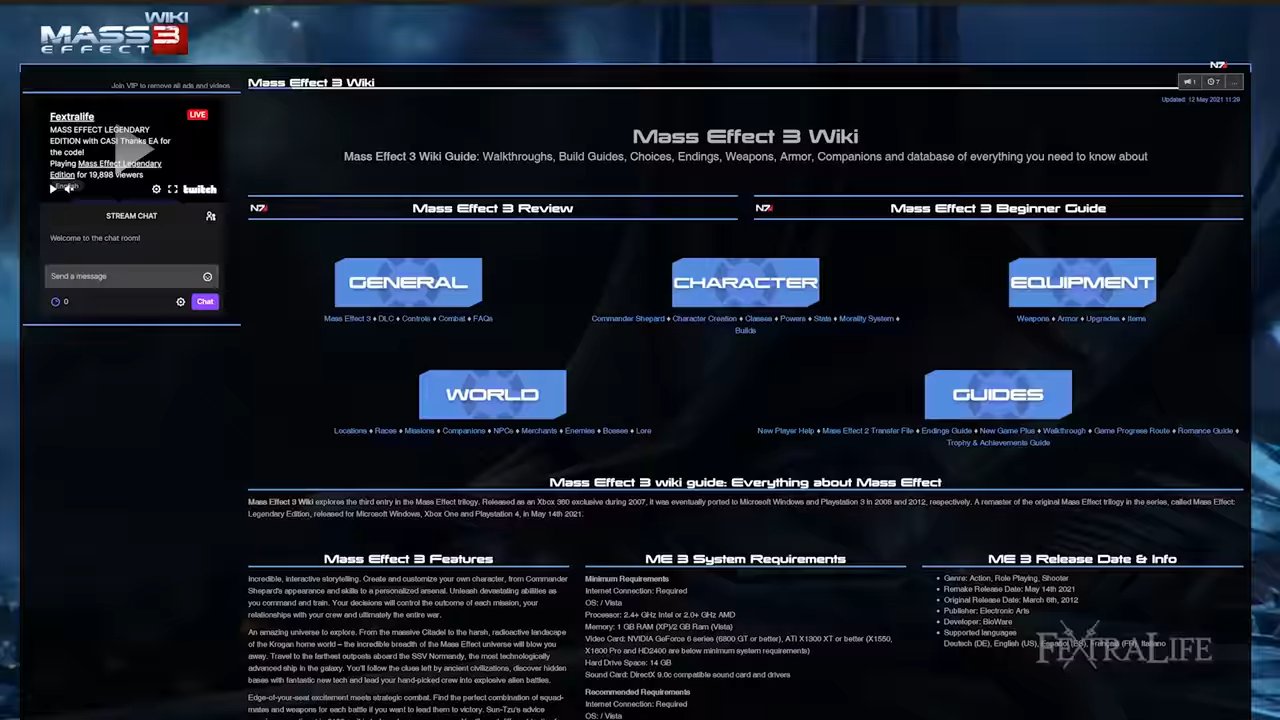 WIKI
MASS 3
EFFECT
Join VIP to remove all ads and videos
Fextralife
LIVE
MASS EFFECT LEGENDARY
EDITION with CAS! Thanks EA for
the code!
Playing Mass Effect Legendary
Edition for 19,898 viewers
English
twitch
STREAM CHAT
Welcome to the chat room!
Send a message
0
Chat
Mass Effect 3 Wiki
N7
1
7
...
Updated: 12 May 2021 11:29
Mass Effect 3 Wiki
Mass Effect 3 Wiki Guide: Walkthroughs, Build Guides, Choices, Endings, Weapons, Armor, Companions and database of everything you need to know about
N7 Mass Effect 3 Review
N7 Mass Effect 3 Beginner Guide
GENERAL
Mass Effect 3 ♦ DLC ♦ Controls ♦ Combat ♦ FAQs
CHARACTER
Commander Shepard ♦ Character Creation ♦ Classes ♦ Powers ♦ Stats ♦ Morality System ♦
Builds
EQUIPMENT
Weapons ♦ Armor ♦ Upgrades ♦ Items
WORLD
Locations ♦ Races ♦ Missions ♦ Companions ♦ NPCs ♦ Merchants ♦ Enemies ♦ Bosses ♦ Lore
GUIDES
New Player Help ♦ Mass Effect 2 Transfer File ♦ Endings Guide ♦ New Game Plus ♦ Walkthrough ♦ Game Progress Route ♦ Romance Guide ♦
Trophy & Achievements Guide
Mass Effect 3 wiki guide: Everything about Mass Effect
Mass Effect 3 Wiki explores the third entry in the Mass Effect trilogy. Released as an Xbox 360 exclusive during 2007, it was eventually ported to Microsoft Windows and Playstation 3 in 2008 and 2012, respectively. A remaster of the original Mass Effect trilogy in the series, called Mass Effect:
Legendary Edition, released for Microsoft Windows, Xbox One and Playstation 4, in May 14th 2021.
Mass Effect 3 Features
Incredible, interactive storytelling. Create and customize your own character, from Commander
Shepard's appearance and skills to a personalized arsenal. Unleash devastating abilities as
you command and train. Your decisions will control the outcome of each mission, your
relationships with your crew and ultimately the entire war.
An amazing universe to explore. From the massive Citadel to the harsh, radioactive landscape
of the Krogan home world – the incredible breadth of the Mass Effect universe will blow you
away. Travel to the farthest outposts aboard the SSV Normandy, the most technologically
advanced ship in the galaxy. You'll follow the clues left by ancient civilizations, discover hidden
bases with fantastic new tech and lead your hand-picked crew into explosive alien battles.
Edge-of-your-seat excitement meets strategic combat. Find the perfect combination of squad-
mates and weapons for each battle if you want to lead them to victory. Sun-Tzu's advice
ME 3 System Requirements
Minimum Requirements
Internet Connection: Required
OS: / Vista
Processor: 2.4+ GHz Intel or 2.0+ GHz AMD
Memory: 1 GB RAM (XP)/2 GB Ram (Vista)
Video Card: NVIDIA GeForce 6 series (6800 GT or better), ATI X1300 XT or better (X1550,
X1600 Pro and HD2400 are below minimum system requirements)
Hard Drive Space: 14 GB
Sound Card: DirectX 9.0c compatible sound card and drivers
Recommended Requirements
Internet Connection: Required
OS: / Vista
ME 3 Release Date & Info
Genre: Action, Role Playing, Shooter
Remake Release Date: May 14th 2021
Original Release Date: March 6th, 2012
Publisher: Electronic Arts
Developer: BioWare
Supported languages
Deutsch (DE), English (US), Español (ES), Français (FR), Italiano
FEXTRALIFE